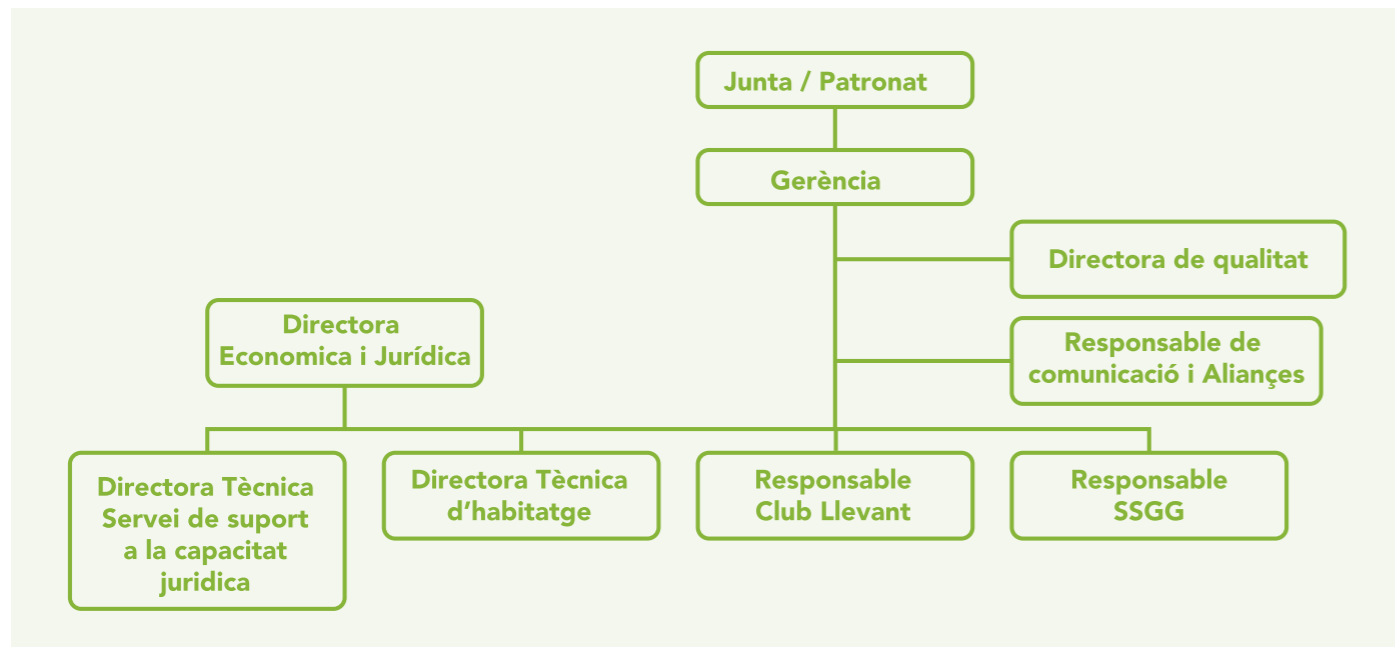 Junta / Patronat
Gerència
Directora de qualitat
Directora
Economica i Jurídica
Responsable de
comunicació i Aliançes
Directora Tècnica
Servei de suport
a la capacitat
juridica
Directora Tècnica
d’habitatge
Responsable
Club Llevant
Responsable
SSGG